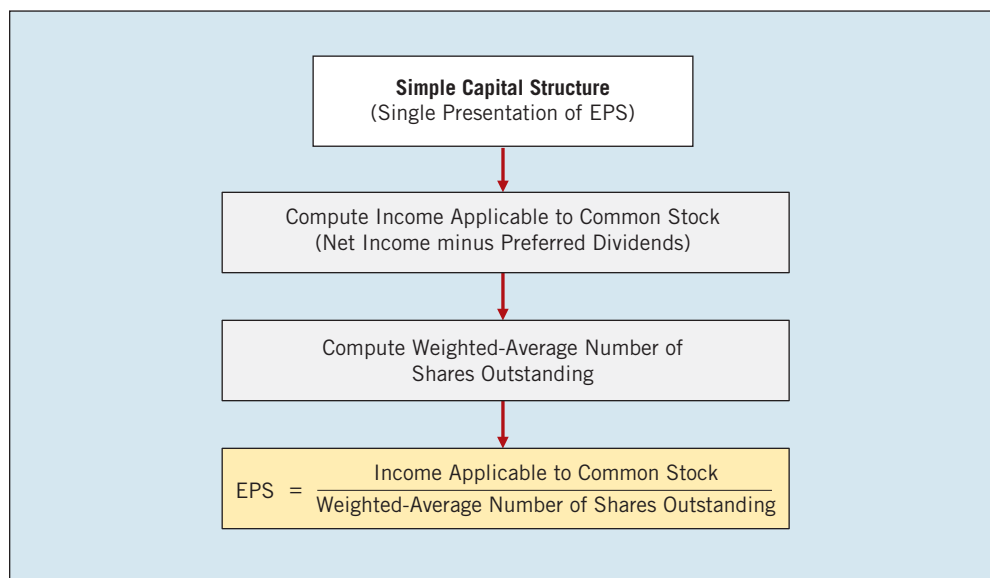 Simple Capital Structure
(Single Presentation of EPS)
Compute Income Applicable to Common Stock
(Net Income minus Preferred Dividends)
Compute Weighted-Average Number of
Shares Outstanding
EPS = Income Applicable to Common Stock
Weighted-Average Number of Shares Outstanding